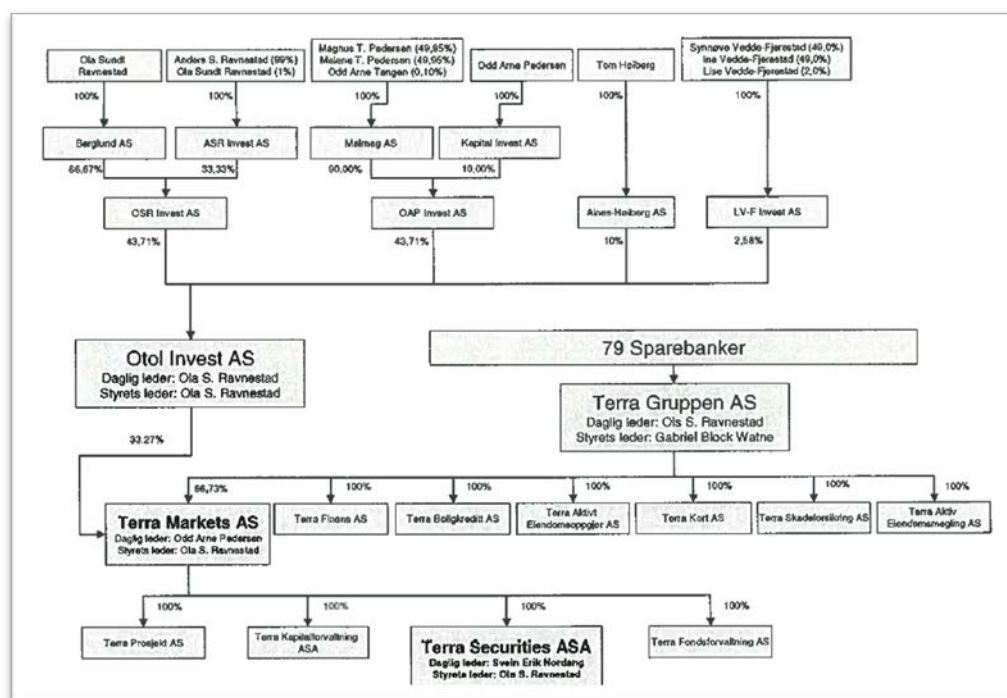 Ola Sundt
Ravnestad
Anders S. Ravnestad (99%)
Ola Sundt Ravnestad (1%)
Magnus T. Pedersen (49,95%)
Malene T. Pedersen (49,95%)
Odd Arne Tangen (0,10%)
Odd Arne Pedersen
Tom Høiberg
Synnøve Vedde-Fjerestad (49,0%)
Ina Vedde-Fjerestad (49,0%)
Lise Vedde-Fjerestad (2,0%)
100%
100%
100%
100%
100%
100%
Berglund AS
ASR Invest AS
Malmag AS
Kapital Invest AS
66,67%
33,33%
90,00%
10,00%
OSR Invest AS
OAP Invest AS
Aines-Høiberg AS
LV-F Invest AS
43,71%
43,71%
10%
2,58%
Otol Invest AS
Daglig leder: Ola S. Ravnestad
Styrets leder: Ola S. Ravnestad
79 Sparebanker
Terra Gruppen AS
Daglig leder: Ola S. Ravnestad
Styrets leder: Gabriel Block Watne
33.27%
66,73%
100%
100%
100%
100%
100%
100%
Terra Markets AS
Daglig leder: Odd Arne Pedersen
Styrets leder: Ola S. Ravnestad
Terra Finans AS
Terra Boligkreditt AS
Terra Aktivt
Eiendomsoppgjør AS
Terra Kort AS
Terra Skadeforsikring AS
Terra Aktiv
Eiendomsmegling AS
100%
100%
100%
100%
Terra Prosjekt AS
Terra Kapitalforvaltning
ASA
Terra Securities ASA
Daglig leder: Svein Erik Nordang
Styrets leder: Ola S. Ravnestad
Terra Fondsforvaltning AS